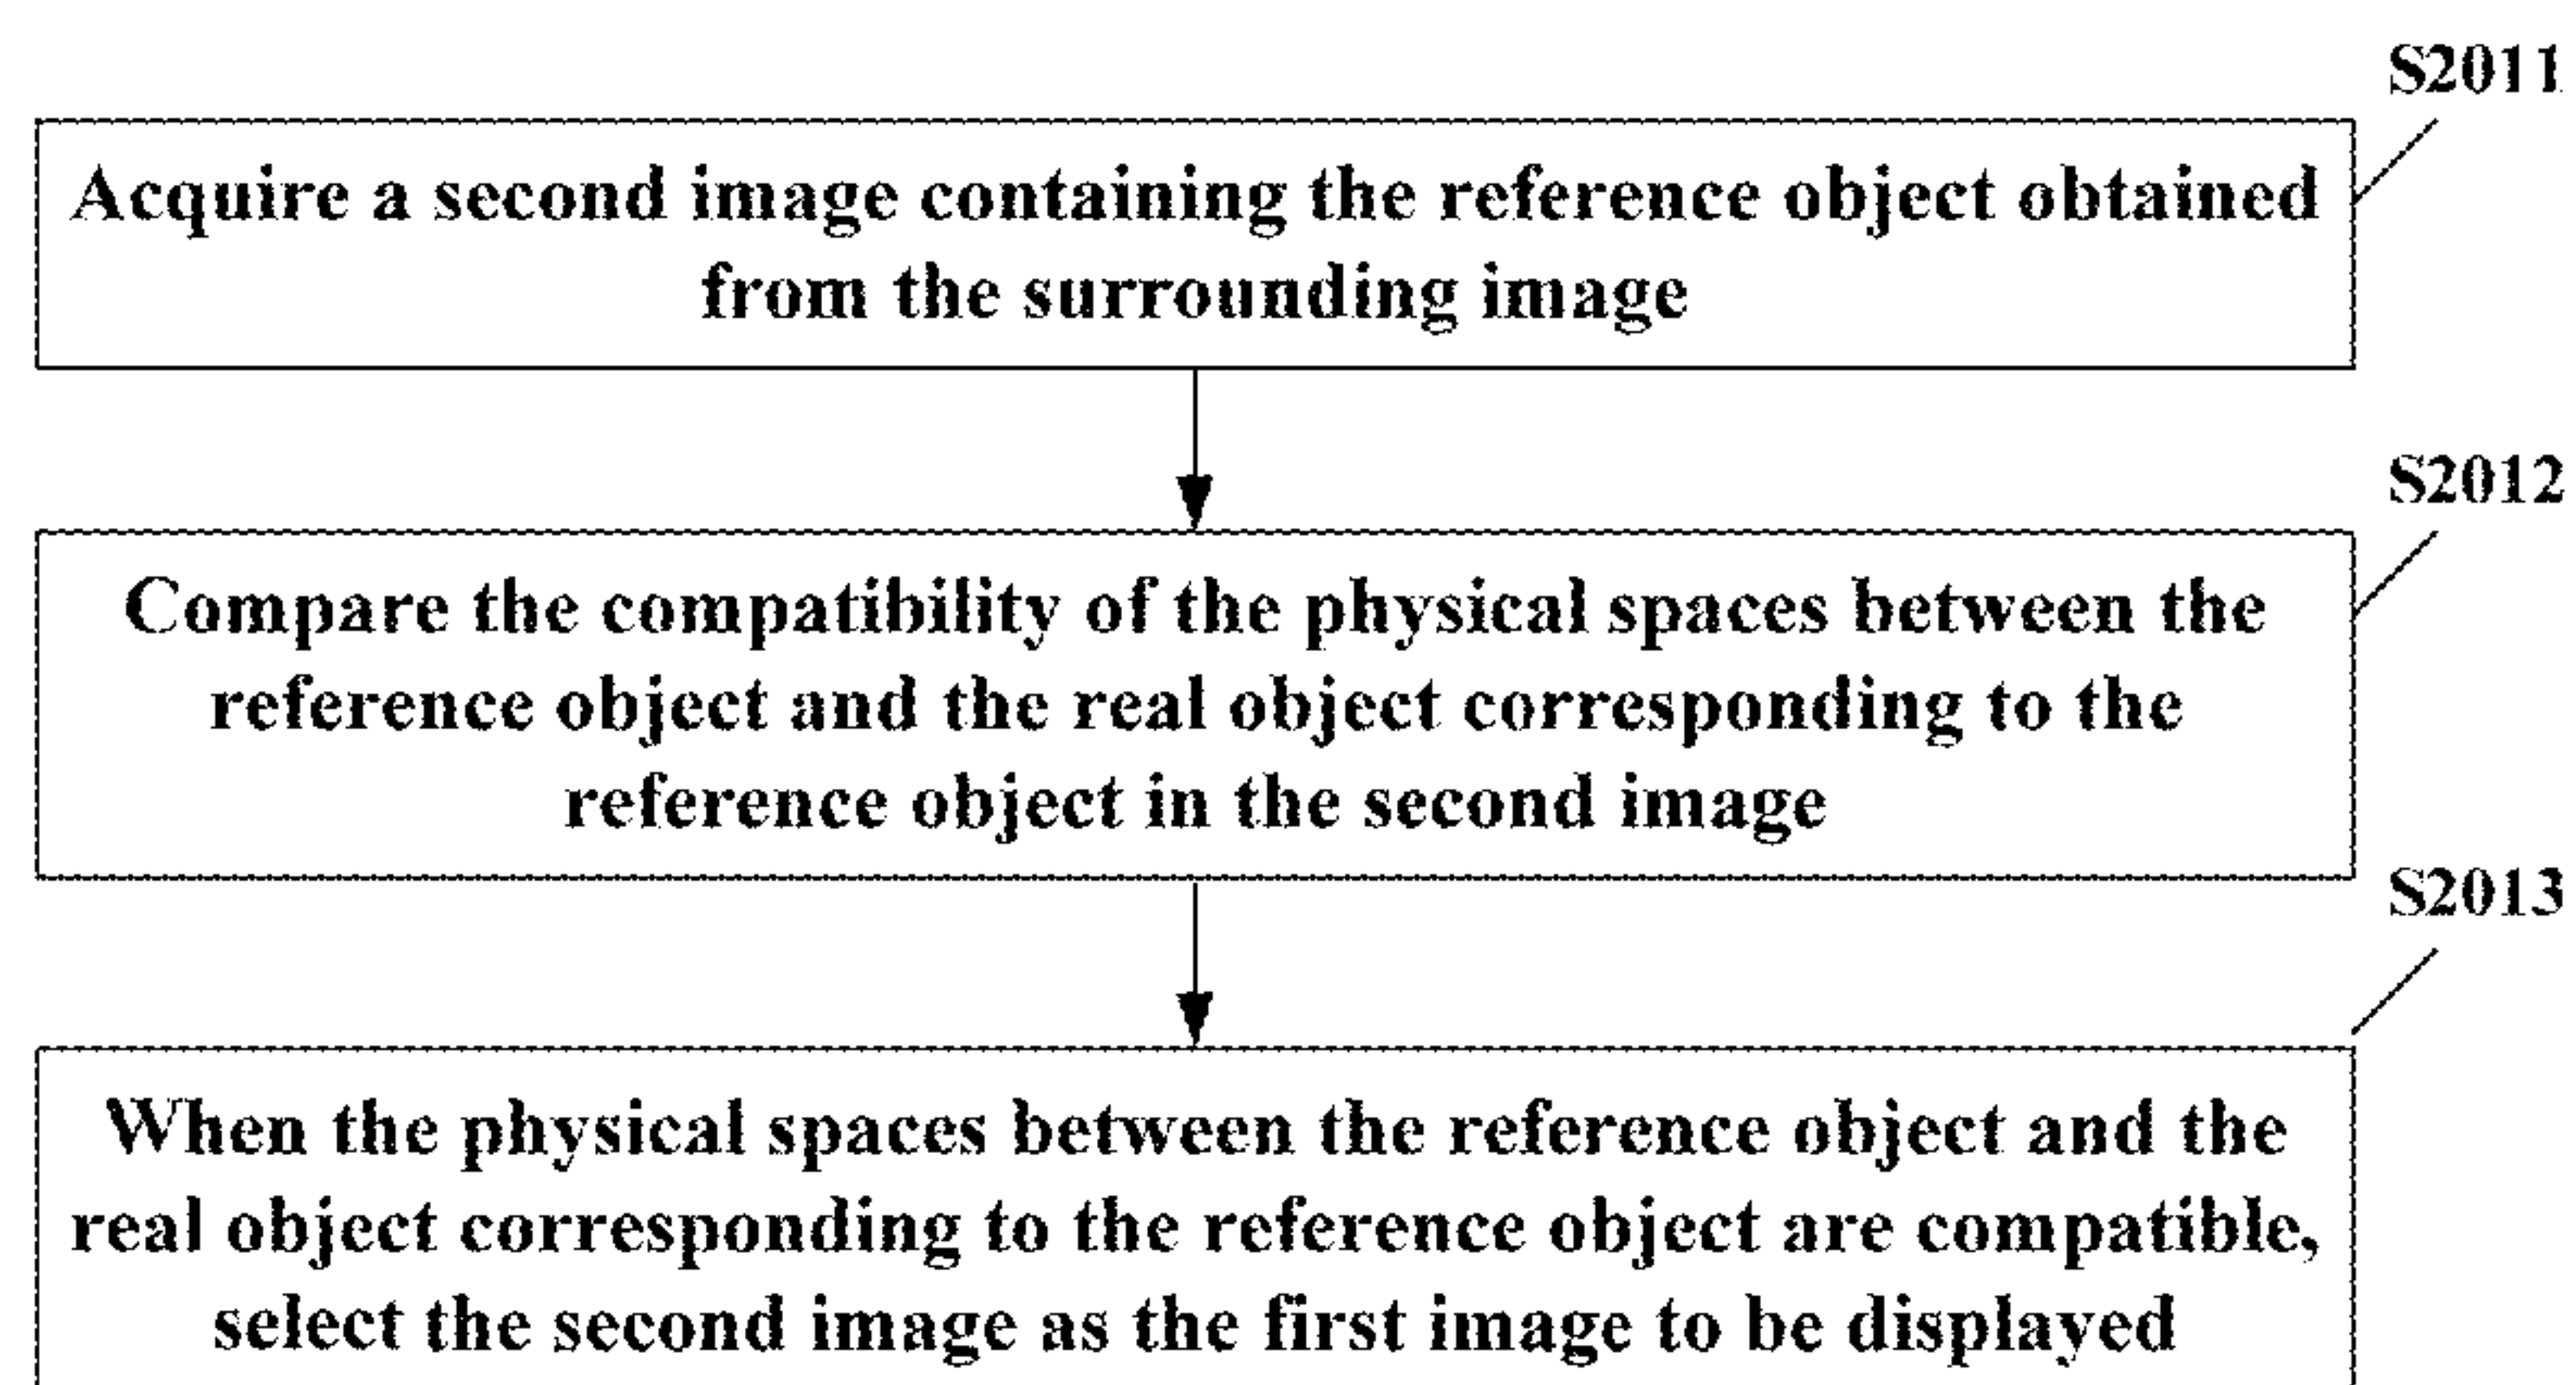 S2011
Acquire a second image containing the reference object obtained
from the surrounding image
S2012
Compare the compatibility of the physical spaces between the
reference object and the real object corresponding to the
reference object in the second image
S2013
When the physical spaces between the reference object and the
real object corresponding to the reference object are compatible,
select the second image as the first image to be displayed